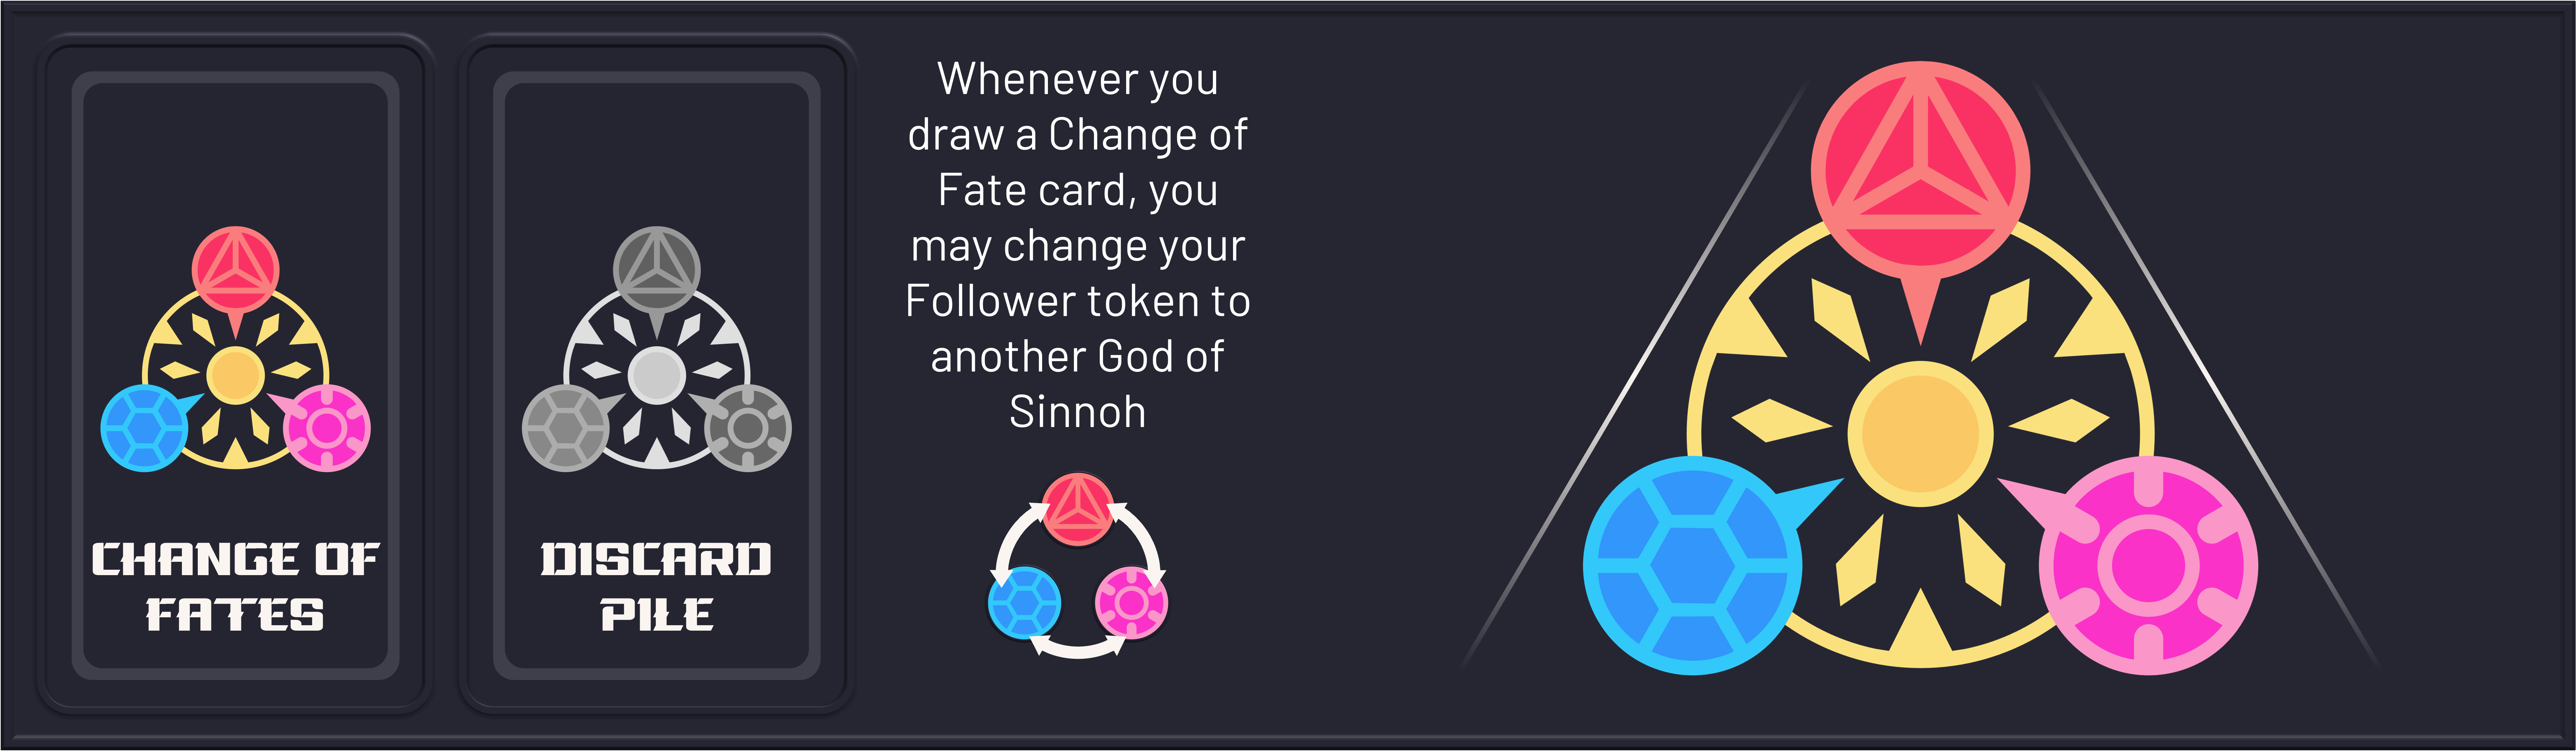 CHANGE OF
FATES
DISCARD
PILE
Whenever you
draw a Change of
Fate card, you
may change your
Follower token to
another God of
Sinnoh